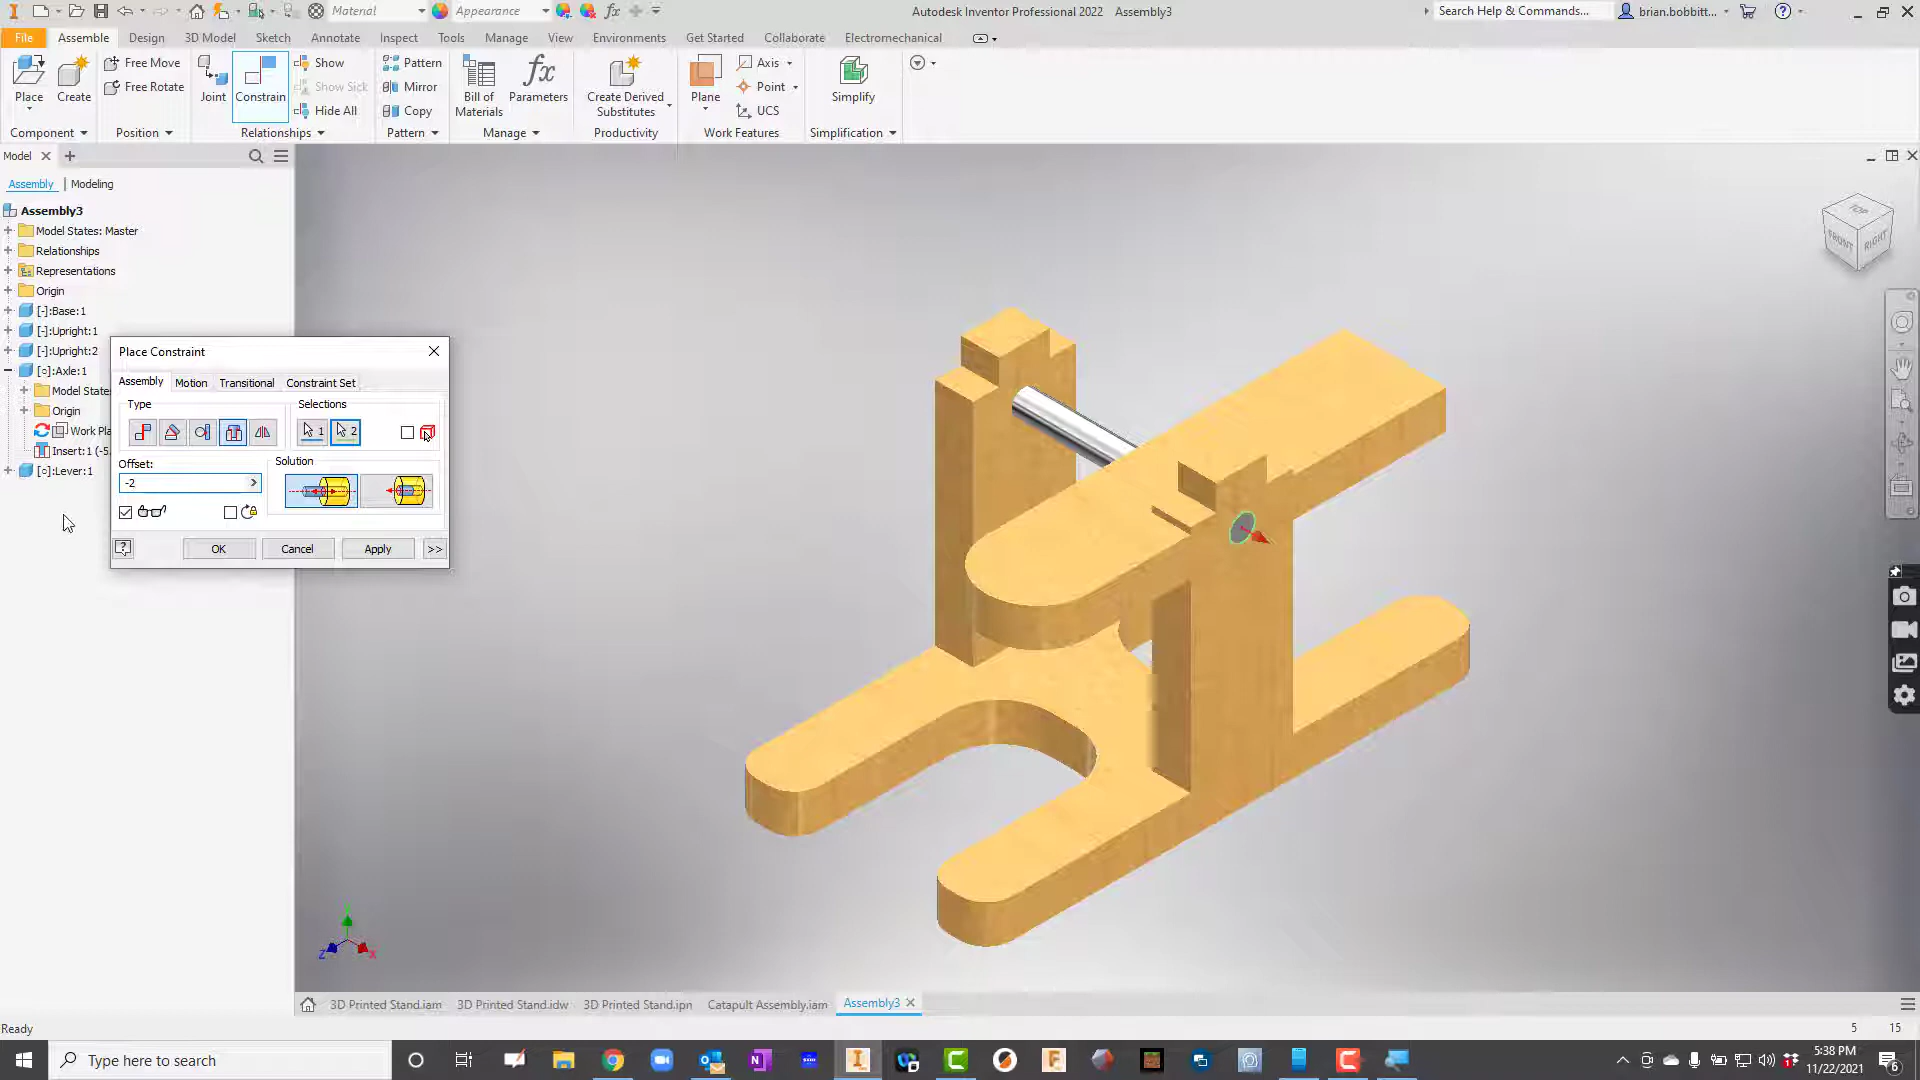 Material
Appearance
Autodesk Inventor Professional 2022 Assembly3
Search Help & Commands...
brian.bobbitt...
File Assemble Design 3D Model Sketch Annotate Inspect Tools Manage View Environments Get Started Collaborate Electromechanical
Place
Create
Free Move
Free Rotate
Joint
Constrain
Show
Show Sick
Hide All
Pattern
Mirror
Copy
Bill of
Materials
fx
Parameters
Create Derived
Substitutes
Plane
Axis
Point
UCS
Simplify
Component Position Relationships Pattern Manage Productivity Work Features Simplification
Model
Assembly | Modeling
Assembly3
Model States: Master
Relationships
Representations
Origin
[-]:Base:1
[-]:Upright:1
[-]:Upright:2
[○]:Axle:1
Model State
Origin
Work Pla
Insert:1 (-5.
[○]:Lever:1
Place Constraint
Assembly Motion Transitional Constraint Set
Type
Selections
1 2
Offset:
-2
Solution
OK Cancel Apply >>
TOP
FRONT
RIGHT
Z
X
3D Printed Stand.iam 3D Printed Stand.idw 3D Printed Stand.ipn Catapult Assembly.iam Assembly3
Ready
5 15
Type here to search
5:38 PM
11/22/2021
6